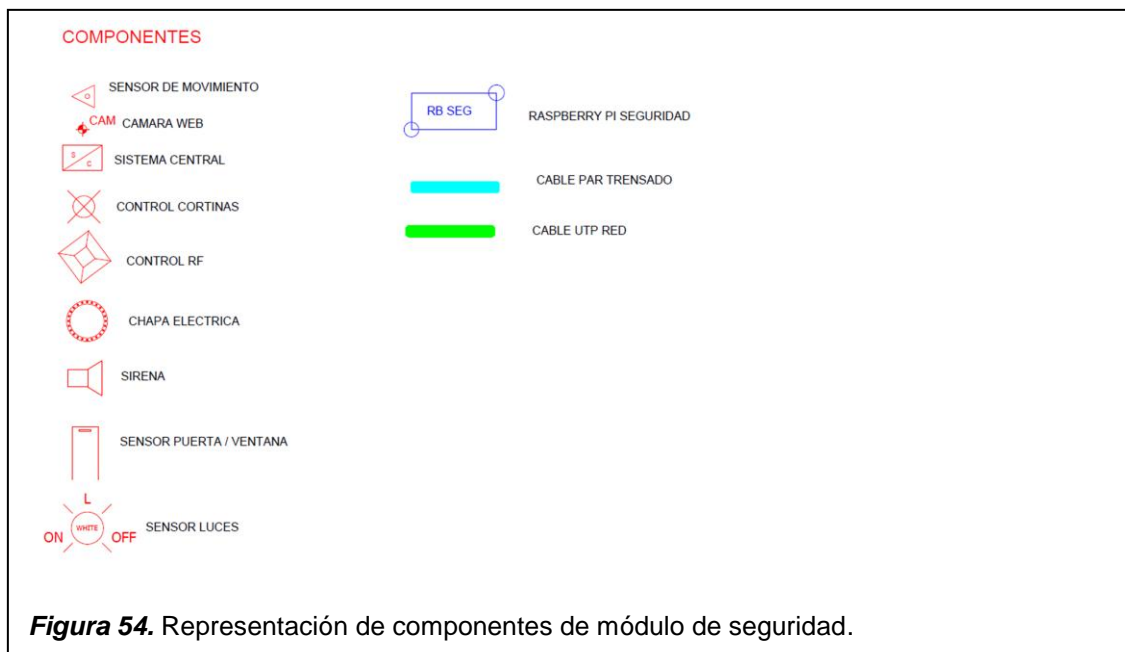 COMPONENTES
SENSOR DE MOVIMIENTO
CAM CAMARA WEB
S C SISTEMA CENTRAL
CONTROL CORTINAS
CONTROL RF
CHAPA ELECTRICA
SIRENA
SENSOR PUERTA / VENTANA
L
ON WHITE OFF SENSOR LUCES
RB SEG RASPBERRY PI SEGURIDAD
CABLE PAR TRENSADO
CABLE UTP RED
Figura 54. Representación de componentes de módulo de seguridad.